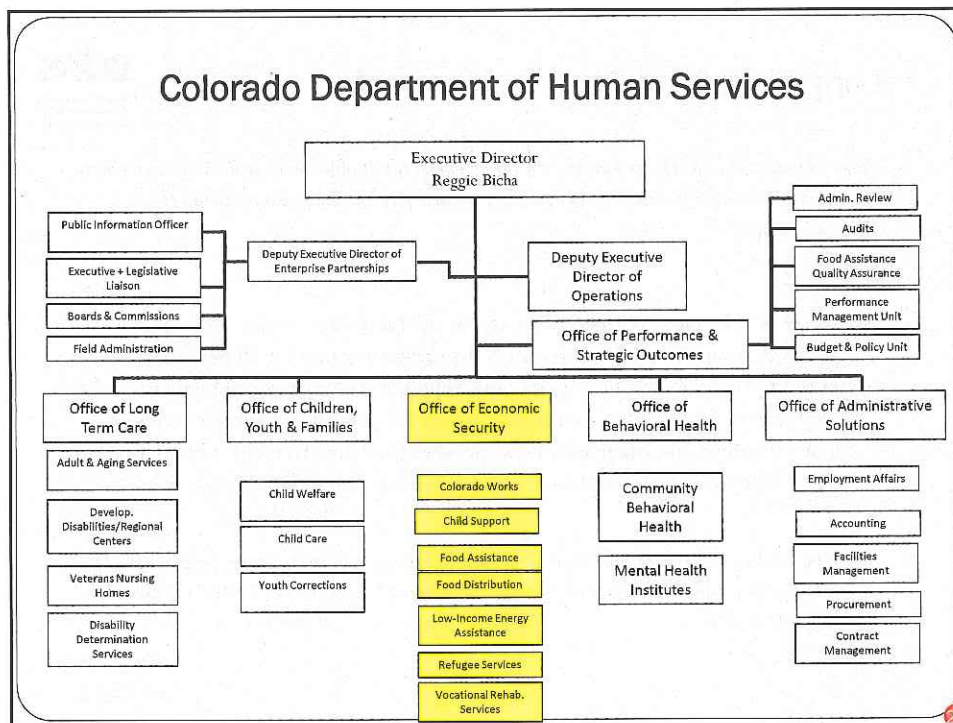 Colorado Department of Human Services
Executive Director
Reggie Bicha
Public Information Officer
Executive + Legislative
Liaison
Boards & Commissions
Field Administration
Deputy Executive Director of
Enterprise Partnerships
Deputy Executive
Director of
Operations
Office of Performance &
Strategic Outcomes
Admin. Review
Audits
Food Assistance
Quality Assurance
Performance
Management Unit
Budget & Policy Unit
Office of Long
Term Care
Adult & Aging Services
Develop.
Disabilities/Regional
Centers
Veterans Nursing
Homes
Disability
Determination
Services
Office of Children,
Youth & Families
Child Welfare
Child Care
Youth Corrections
Office of Economic
Security
Colorado Works
Child Support
Food Assistance
Food Distribution
Low-Income Energy
Assistance
Refugee Services
Vocational Rehab.
Services
Office of
Behavioral Health
Community
Behavioral
Health
Mental Health
Institutes
Office of Administrative
Solutions
Employment Affairs
Accounting
Facilities
Management
Procurement
Contract
Management